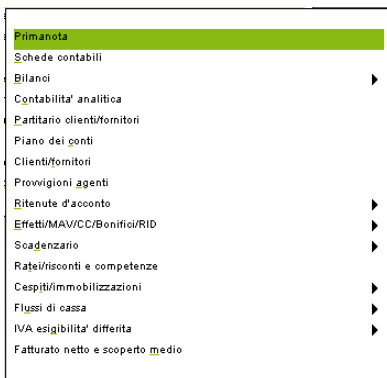 Primanota
Schede contabili
Bilanci
Contabilita' analitica
Partitario clienti/fornitori
Piano dei conti
Clienti/fornitori
Provvigioni agenti
Ritenute d'acconto
Effetti/MAV/CC/Bonifici/RID
Scadenzario
Ratei/risconti e competenze
Cespiti/immobilizzazioni
Flussi di cassa
IVA esigibilita' differita
Fatturato netto e scoperto medio